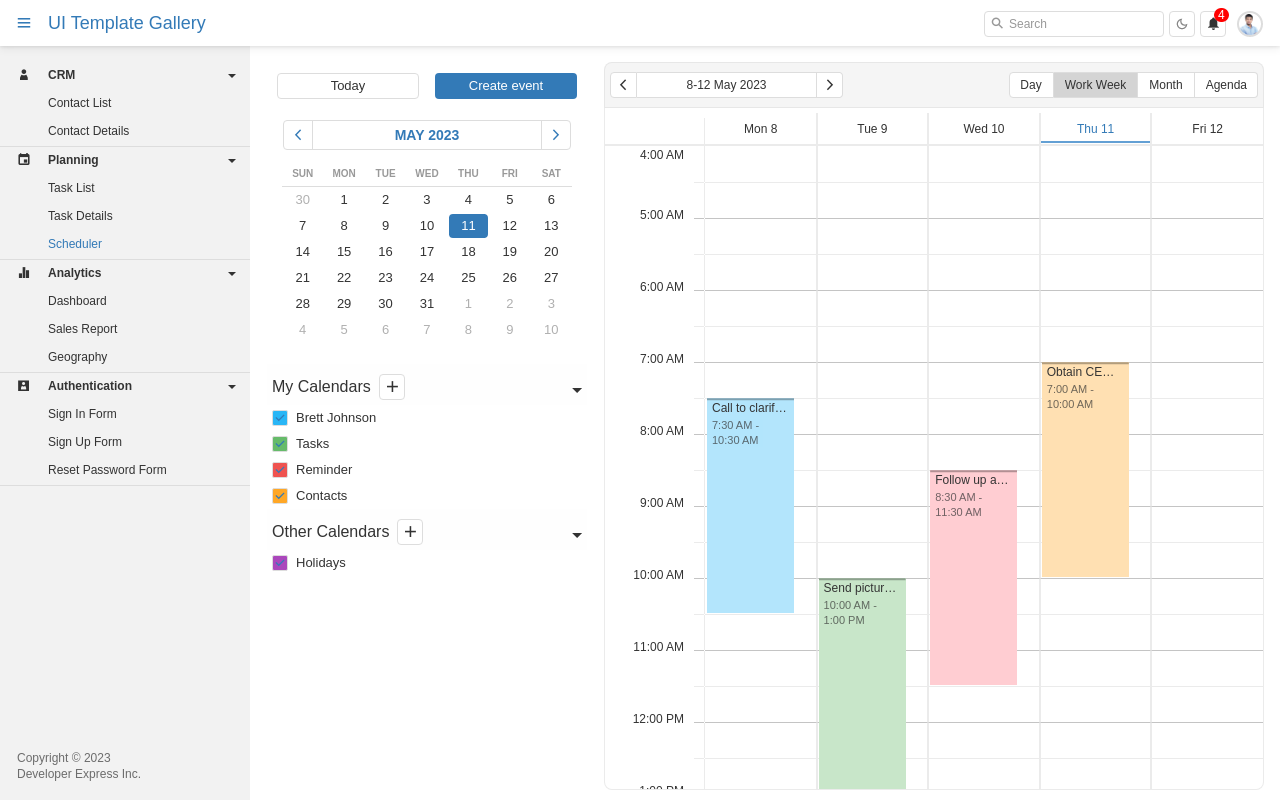 UI Template Gallery
Search
4
CRM
Contact List
Contact Details
Planning
Task List
Task Details
Scheduler
Analytics
Dashboard
Sales Report
Geography
Authentication
Sign In Form
Sign Up Form
Reset Password Form
Copyright © 2023
Developer Express Inc.
Today
Create event
MAY 2023
SUN MON TUE WED THU FRI SAT
30 1 2 3 4 5 6
7 8 9 10 11 12 13
14 15 16 17 18 19 20
21 22 23 24 25 26 27
28 29 30 31 1 2 3
4 5 6 7 8 9 10
My Calendars
Brett Johnson
Tasks
Reminder
Contacts
Other Calendars
Holidays
8-12 May 2023
Day Work Week Month Agenda
Mon 8 Tue 9 Wed 10 Thu 11 Fri 12
4:00 AM
5:00 AM
6:00 AM
7:00 AM
8:00 AM
9:00 AM
10:00 AM
11:00 AM
12:00 PM
1:00 PM
Call to clarif…
7:30 AM -
10:30 AM
Send pictur…
10:00 AM -
1:00 PM
Follow up a…
8:30 AM -
11:30 AM
Obtain CE…
7:00 AM -
10:00 AM